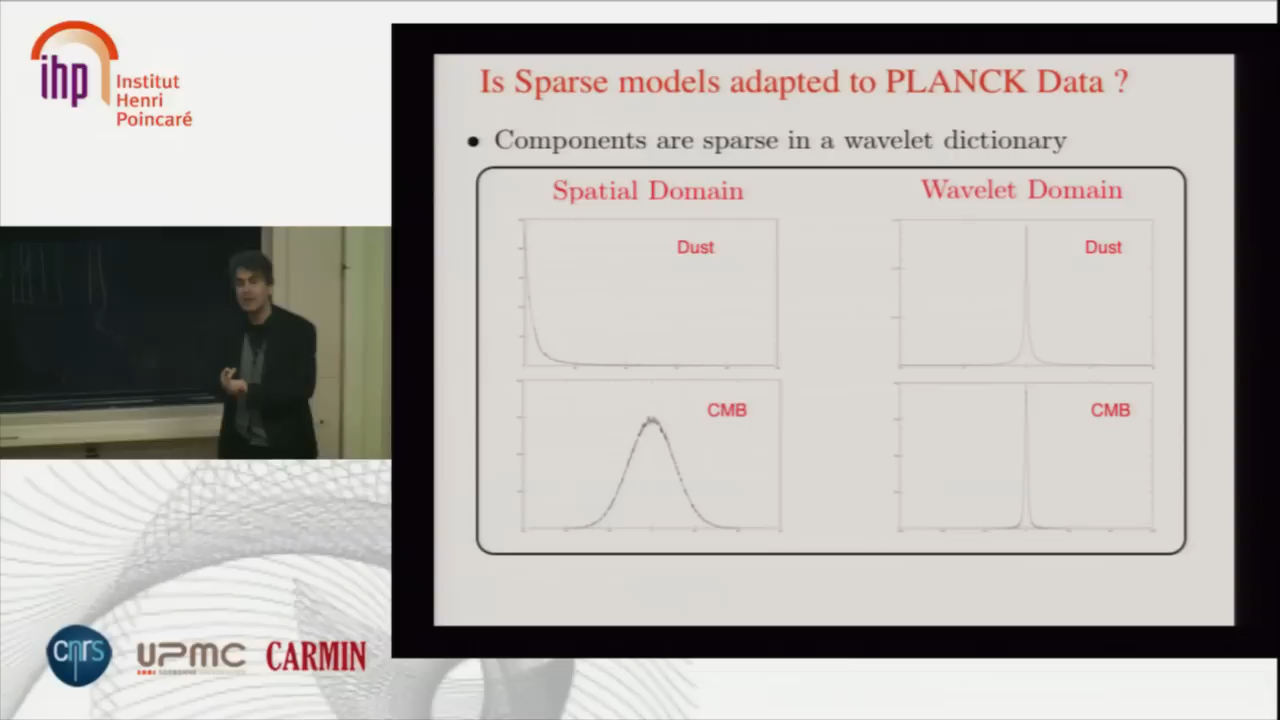 ihp
Institut
Henri
Poincaré
Is Sparse models adapted to PLANCK Data ?
• Components are sparse in a wavelet dictionary
Spatial Domain
Wavelet Domain
Dust
Dust
CMB
CMB
cnrs
UPMC
CARMIN